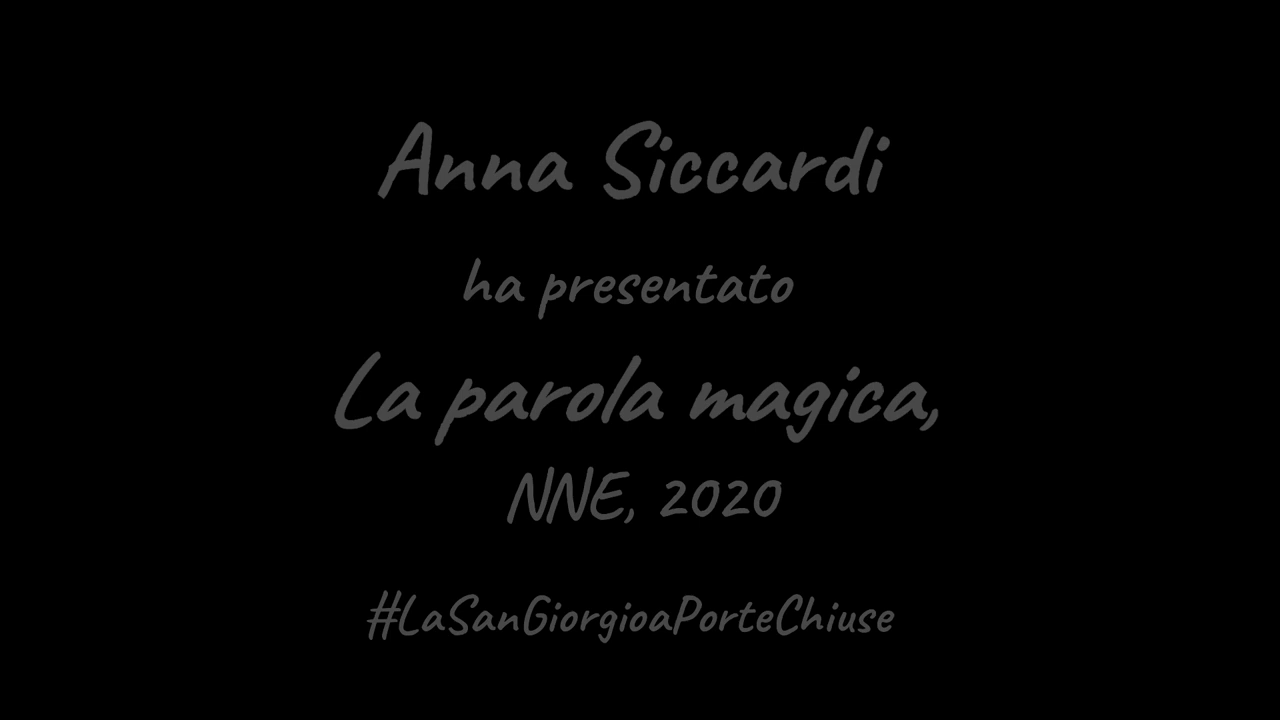 Anna Siccardi
ha presentato
La parola magica,
NNE, 2020
#LaSanGiorgioaPorteChiuse